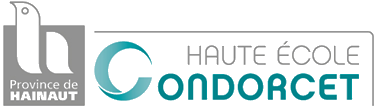 Province de
HAINAUT
HAUTE ÉCOLE
CONDORCET